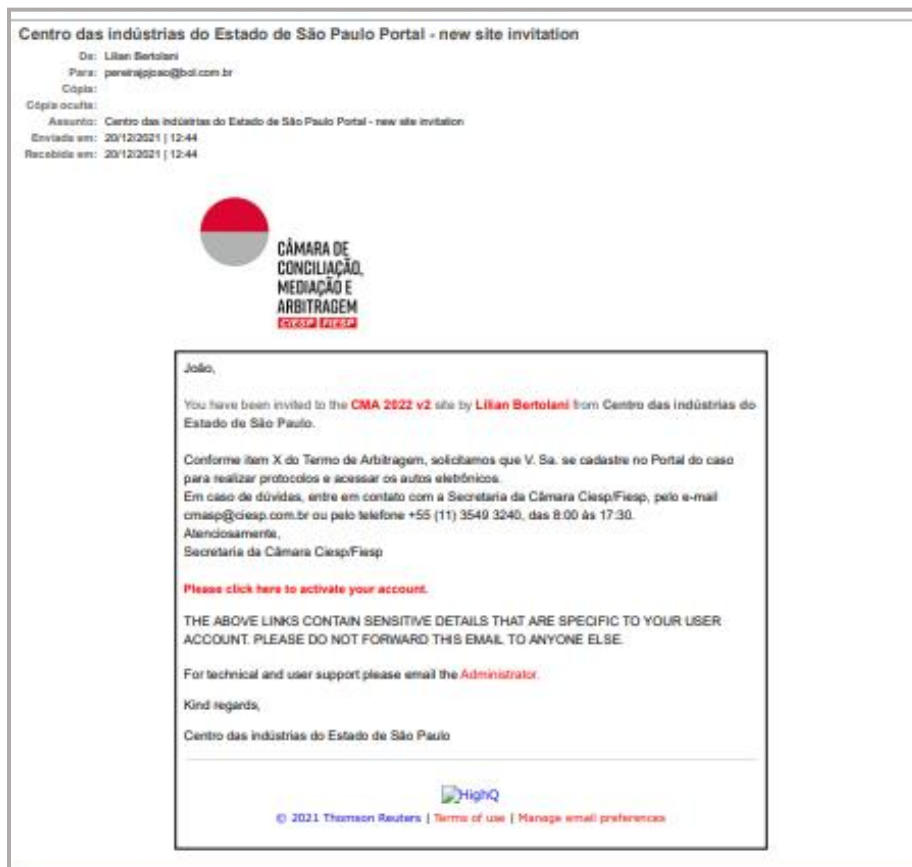 Centro das indústrias do Estado de São Paulo Portal - new site invitation
De: Lilian Bertolani
Para: pereirajpjoao@bol.com.br
Cópia:
Cópia oculta:
Assunto: Centro das indústrias do Estado de São Paulo Portal - new site invitation
Enviada em: 20/12/2021 | 12:44
Recebida em: 20/12/2021 | 12:44
CÂMARA DE
CONCILIAÇÃO,
MEDIAÇÃO E
ARBITRAGEM
CIESP FIESP
João,
You have been invited to the CMA 2022 v2 site by Lilian Bertolani from Centro das indústrias do
Estado de São Paulo.
Conforme item X do Termo de Arbitragem, solicitamos que V. Sa. se cadastre no Portal do caso
para realizar protocolos e acessar os autos eletrônicos.
Em caso de dúvidas, entre em contato com a Secretaria da Câmara Ciesp/Fiesp, pelo e-mail
cmasp@ciesp.com.br ou pelo telefone +55 (11) 3549 3240, das 8:00 às 17:30.
Atenciosamente,
Secretaria da Câmara Ciesp/Fiesp
Please click here to activate your account.
THE ABOVE LINKS CONTAIN SENSITIVE DETAILS THAT ARE SPECIFIC TO YOUR USER
ACCOUNT. PLEASE DO NOT FORWARD THIS EMAIL TO ANYONE ELSE.
For technical and user support please email the Administrator.
Kind regards,
Centro das indústrias do Estado de São Paulo
HighQ
© 2021 Thomson Reuters | Terms of use | Manage email preferences